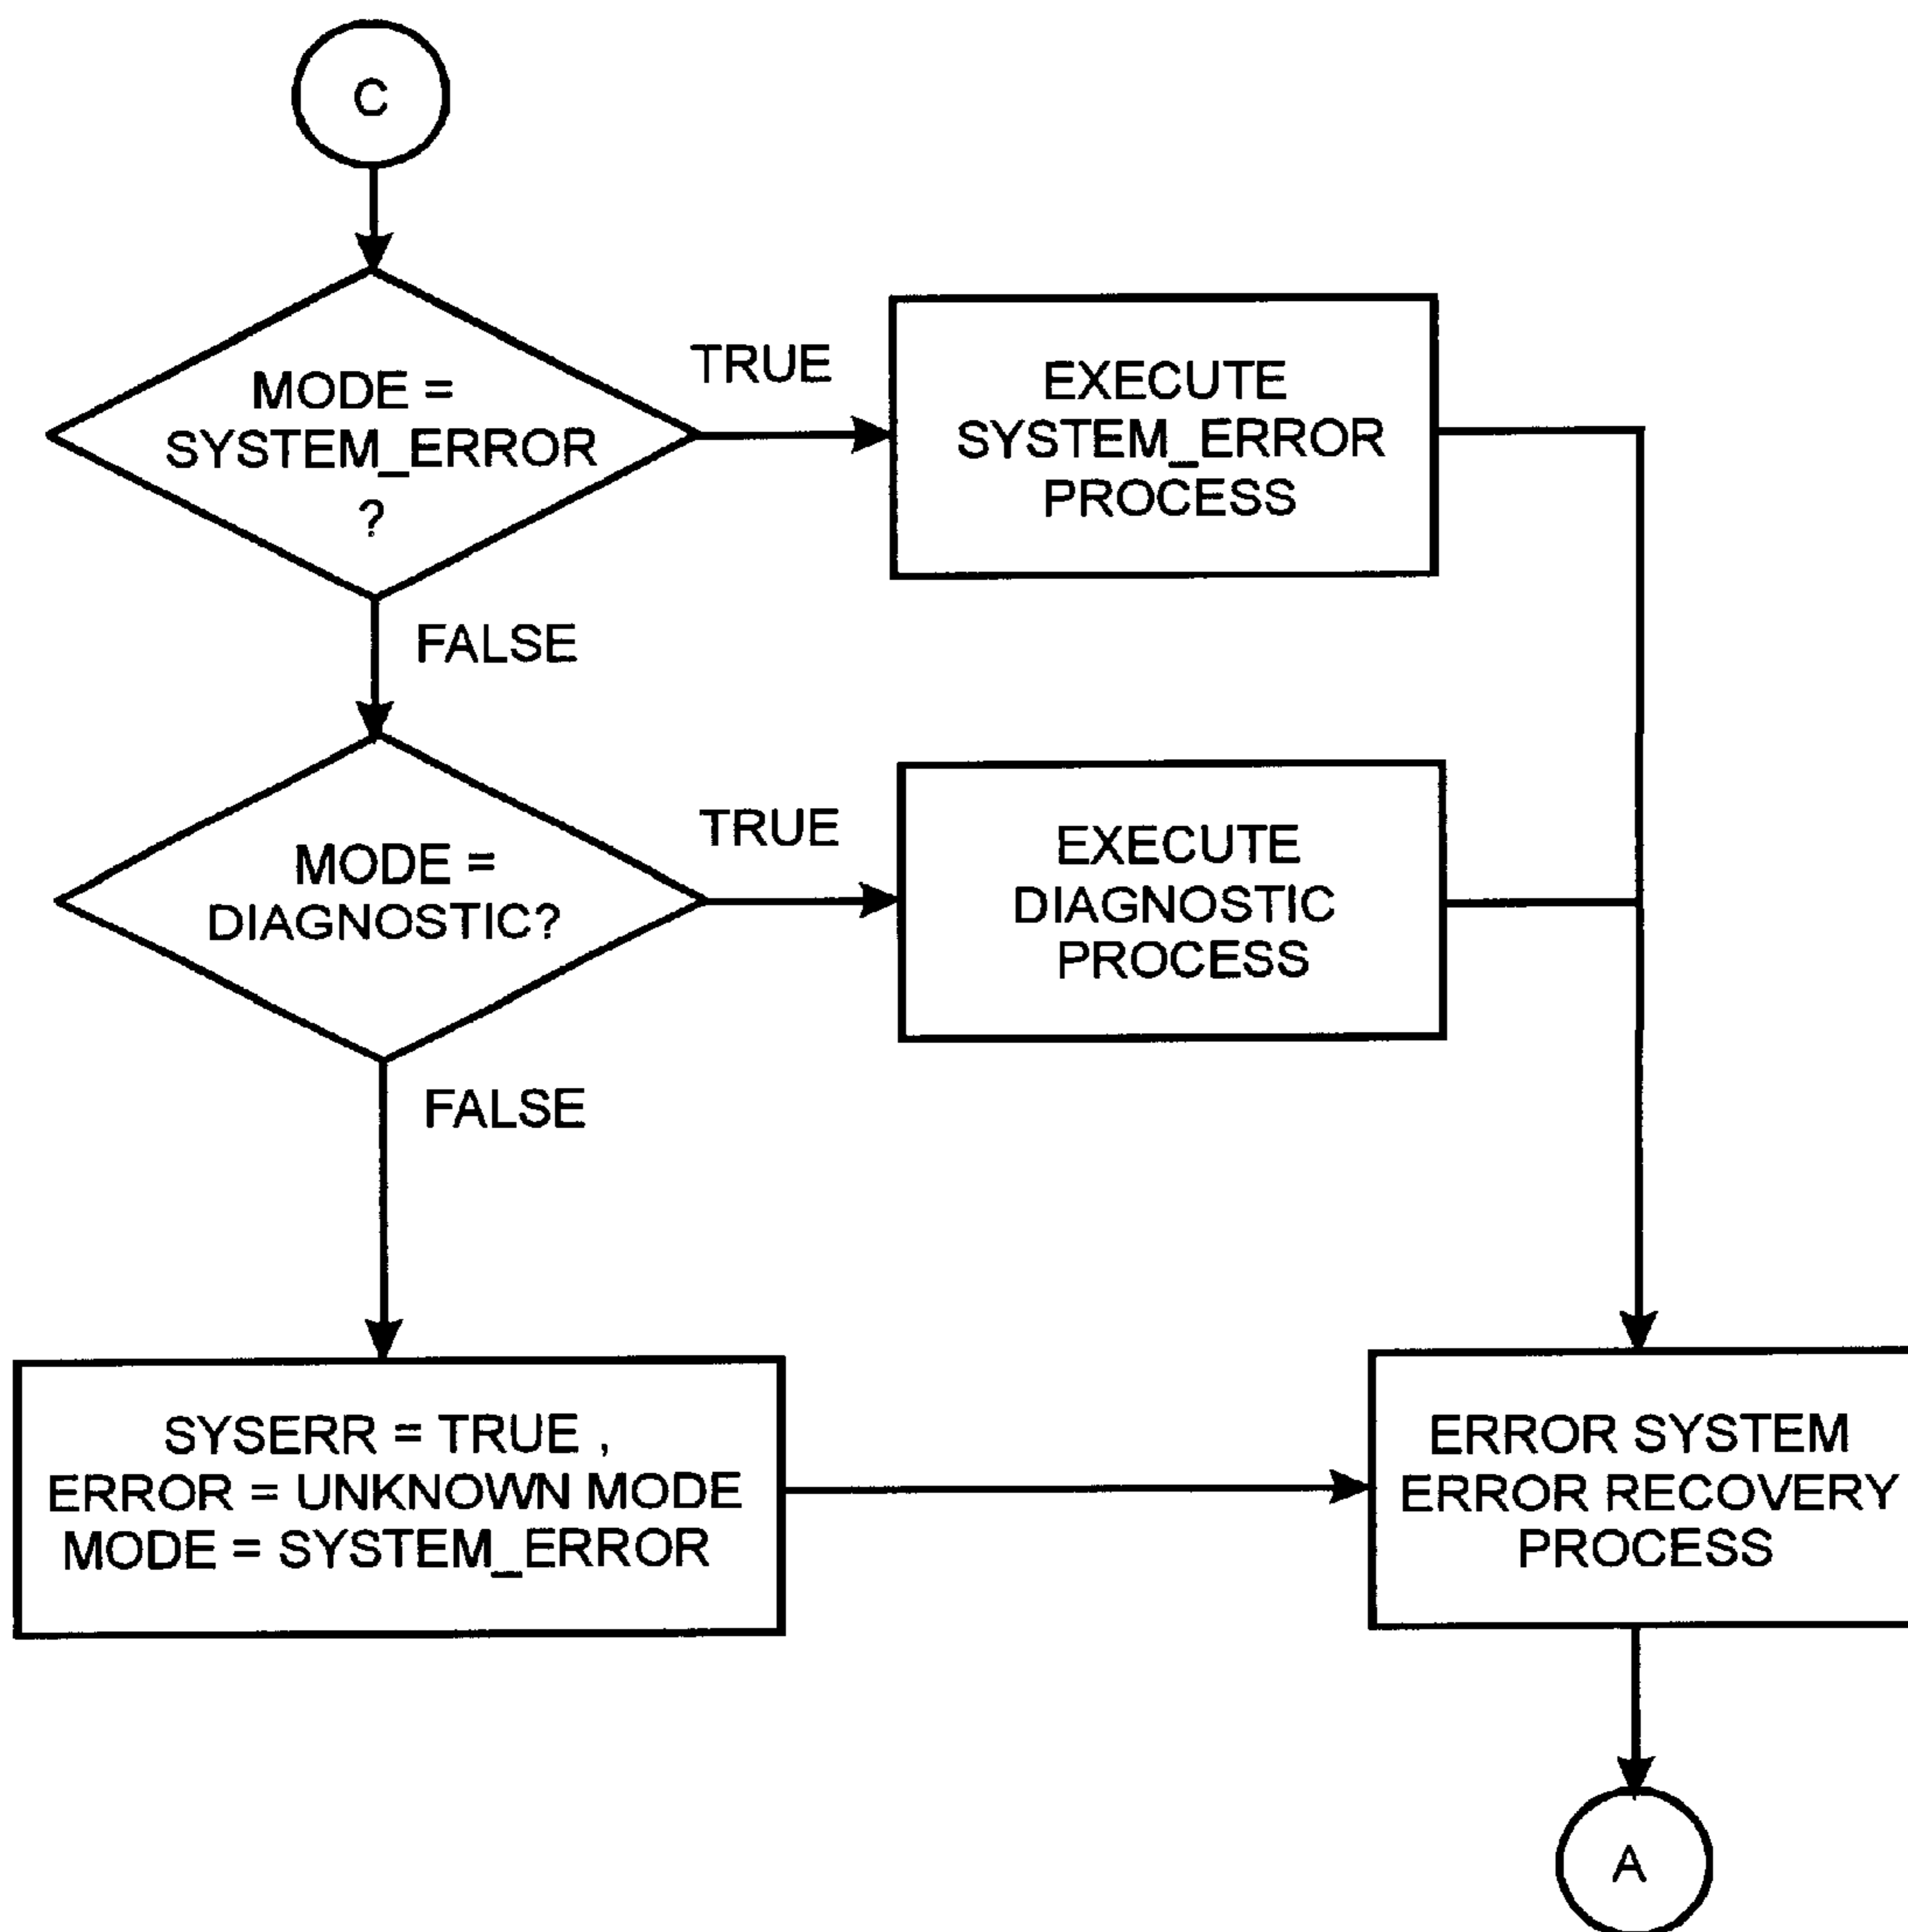 C
MODE =
SYSTEM_ERROR
?
TRUE
EXECUTE
SYSTEM_ERROR
PROCESS
FALSE
MODE =
DIAGNOSTIC?
TRUE
EXECUTE
DIAGNOSTIC
PROCESS
FALSE
SYSERR = TRUE ,
ERROR = UNKNOWN MODE
MODE = SYSTEM_ERROR
ERROR SYSTEM
ERROR RECOVERY
PROCESS
A